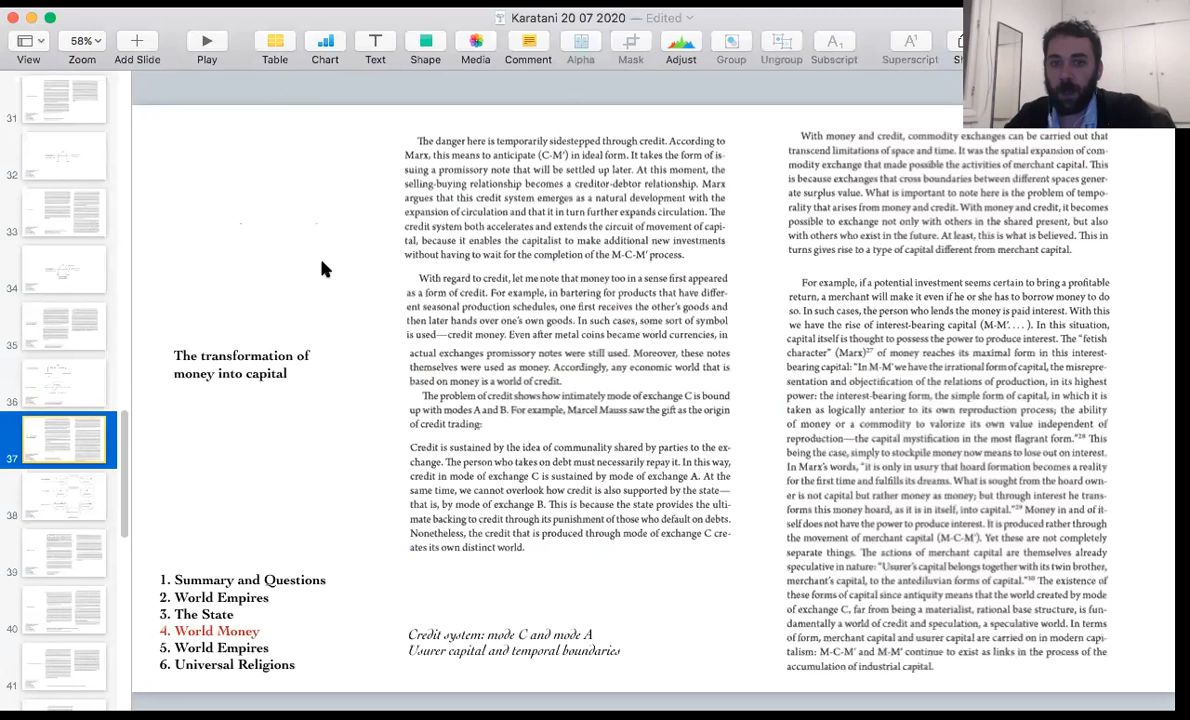 Karatani 20 07 2020 — Edited
58%
View
Zoom
Add Slide
Play
Table
Chart
Text
Shape
Media
Comment
Alpha
Mask
Adjust
Group
Ungroup
Subscript
Superscript
31
32
33
34
35
36
37
38
39
40
41
The transformation of
money into capital
1. Summary and Questions
2. World Empires
3. The State
4. World Money
5. World Empires
6. Universal Religions
The danger here is temporarily sidestepped through credit. According to
Marx, this means to anticipate (C-M′) in ideal form. It takes the form of is-
suing a promissory note that will be settled up later. At this moment, the
selling-buying relationship becomes a creditor-debtor relationship. Marx
argues that this credit system emerges as a natural development with the
expansion of circulation and that it in turn further expands circulation. The
credit system both accelerates and extends the circuit of movement of capi-
tal, because it enables the capitalist to make additional new investments
without having to wait for the completion of the M-C-M′ process.
With regard to credit, let me note that money too in a sense first appeared
as a form of credit. For example, in bartering for products that have differ-
ent seasonal production schedules, one first receives the other's goods and
then later hands over one's own goods. In such cases, some sort of symbol
is used—credit money. Even after metal coins became world currencies, in
actual exchanges promissory notes were still used. Moreover, these notes
themselves were used as money. Accordingly, any economic world that is
based on money is a world of credit.
The problem of credit shows how intimately mode of exchange C is bound
up with modes A and B. For example, Marcel Mauss saw the gift as the origin
of credit trading:
Credit is sustained by the idea of communality shared by parties to the ex-
change. The person who takes on debt must necessarily repay it. In this way,
credit in mode of exchange C is sustained by mode of exchange A. At the
same time, we cannot overlook how credit is also supported by the state—
that is, by mode of exchange B. This is because the state provides the ulti-
mate backing to credit through its punishment of those who default on debts.
Nonetheless, the credit that is produced through mode of exchange C cre-
ates its own distinct world.
Credit system: mode C and mode A
Usurer capital and temporal boundaries
With money and credit, commodity exchanges can be carried out that
transcend limitations of space and time. It was the spatial expansion of com-
modity exchange that made possible the activities of merchant capital. This
is because exchanges that cross boundaries between different spaces gener-
ate surplus value. What is important to note here is the problem of tempo-
rality that arises from money and credit. With money and credit, it becomes
possible to exchange not only with others in the shared present, but also
with others who exist in the future. At least, this is what is believed. This in
turns gives rise to a type of capital different from merchant capital.
For example, if a potential investment seems certain to bring a profitable
return, a merchant will make it even if he or she has to borrow money to do
so. In such cases, the person who lends the money is paid interest. With this
we have the rise of interest-bearing capital (M-M′. . . . ). In this situation,
capital itself is thought to possess the power to produce interest. The "fetish
character" (Marx)27 of money reaches its maximal form in this interest-
bearing capital: "In M-M′ we have the irrational form of capital, the misrepre-
sentation and objectification of the relations of production, in its highest
power: the interest-bearing form, the simple form of capital, in which it is
taken as logically anterior to its own reproduction process; the ability
of money or a commodity to valorize its own value independent of
reproduction—the capital mystification in the most flagrant form."28 This
being the case, simply to stockpile money now means to lose out on interest.
In Marx's words, "it is only in usury that hoard formation becomes a reality
for the first time and fulfills its dreams. What is sought from the hoard own-
er is not capital but rather money as money; but through interest he trans-
forms this money hoard, as it is in itself, into capital."29 Money in and of it-
self does not have the power to produce interest. It is produced rather through
the movement of merchant capital (M-C-M′). Yet these are not completely
separate things. The actions of merchant capital are themselves already
speculative in nature: "Usurer's capital belongs together with its twin brother,
merchant's capital, to the antediluvian forms of capital."30 The existence of
these forms of capital since antiquity means that the world created by mode
of exchange C, far from being a materialist, rational base structure, is fun-
damentally a world of credit and speculation, a speculative world. In terms
of form, merchant capital and usurer capital are carried on in modern capi-
talism: M-C-M′ and M-M′ continue to exist as links in the process of the
accumulation of industrial capital.